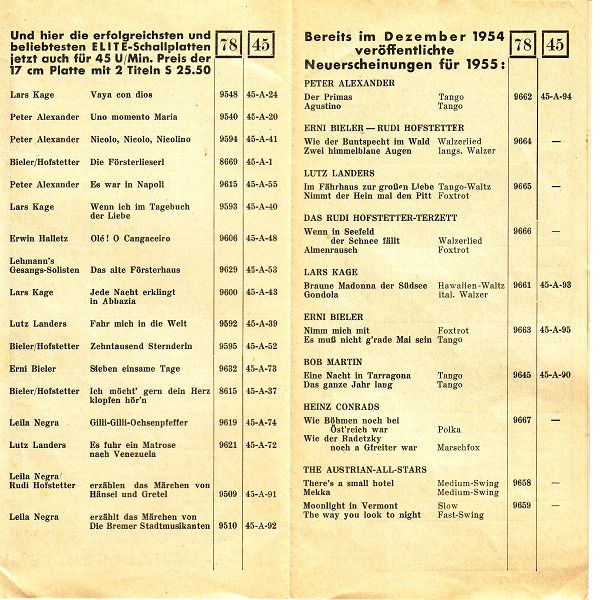 Und hier die erfolgreichsten und
beliebtesten ELITE-Schallplatten
jetzt auch für 45 U/Min. Preis der
17 cm Platte mit 2 Titeln S 25.50
78 45
Lars Kage Vaya con dios 9548 45-A-24
Peter Alexander Uno momento Maria 9540 45-A-20
Peter Alexander Nicolo, Nicolo, Nicolino 9594 45-A-41
Bieler/Hofstetter Die Försterlieserl 8669 45-A-1
Peter Alexander Es war in Napoli 9615 45-A-55
Lars Kage Wenn ich im Tagebuch
der Liebe 9593 45-A-40
Erwin Halletz Olé! O Cangaceiro 9606 45-A-48
Lehmann's
Gesangs-Solisten Das alte Försterhaus 9629 45-A-53
Lars Kage Jede Nacht erklingt
in Abbazia 9600 45-A-43
Lutz Landers Fahr mich in die Welt 9592 45-A-39
Bieler/Hofstetter Zehntausend Sternderln 9595 45-A-52
Erni Bieler Sieben einsame Tage 9632 45-A-73
Bieler/Hofstetter Ich möcht' gern dein Herz
klopfen hör'n 8615 45-A-37
Leila Negra Gilli-Gilli-Ochsenpfeffer 9619 45-A-74
Lutz Landers Es fuhr ein Matrose
nach Venezuela 9621 45-A-72
Leila Negra/
Rudi Hofstetter erzählen das Märchen von
Hänsel und Gretel 9509 45-A-91
Leila Negra erzählt das Märchen von
Die Bremer Stadtmusikanten 9510 45-A-92
Bereits im Dezember 1954
veröffentlichte
Neuerscheinungen für 1955:
78 45
PETER ALEXANDER
Der Primas Tango 9662 45-A-94
Agustino Tango
ERNI BIELER — RUDI HOFSTETTER
Wie der Buntspecht im Wald Walzerlied 9664 —
Zwei himmelblaue Augen langs. Walzer
LUTZ LANDERS
Im Fährhaus zur großen Liebe Tango-Waltz 9665 —
Nimmt der Hein mal den Pitt Foxtrot
DAS RUDI HOFSTETTER-TERZETT
Wenn in Seefeld 9666 —
der Schnee fällt Walzerlied
Almenrausch Foxtrot
LARS KAGE
Braune Madonna der Südsee Hawaiien-Waltz 9661 45-A-93
Gondola ital. Walzer
ERNI BIELER
Nimm mich mit Foxtrot 9663 45-A-95
Es muß nicht g'rade Mai sein Tango
BOB MARTIN
Eine Nacht in Tarragona Tango 9645 45-A-90
Das ganze Jahr lang Tango
HEINZ CONRADS
Wie Böhmen noch bei 9667 —
Öst'reich war Polka
Wie der Radetzky
noch a Gfreiter war Marschfox
THE AUSTRIAN-ALL-STARS
There's a small hotel Medium-Swing 9658 —
Mekka Medium-Swing
Moonlight in Vermont Slow 9659 —
The way you look to night Fast-Swing